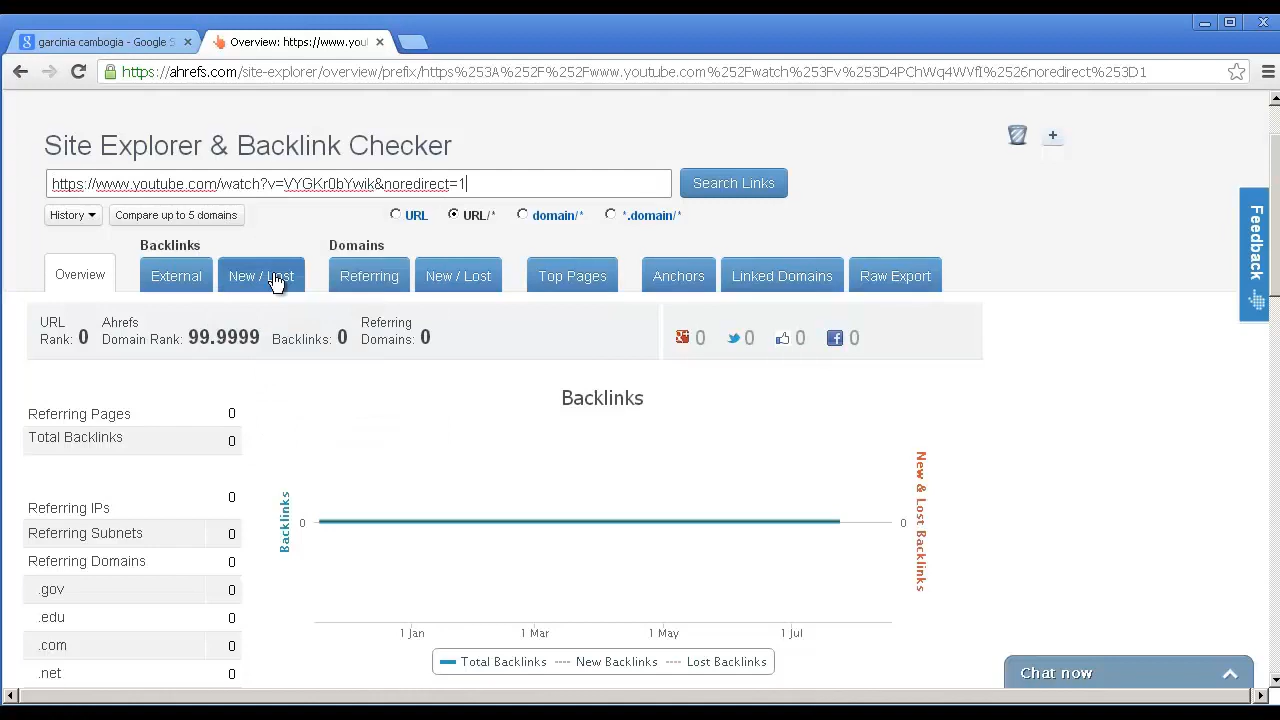 garcinia cambogia - Google S
Overview: https://www.you
https://ahrefs.com/site-explorer/overview/prefix/https%253A%252F%252Fwww.youtube.com%252Fwatch%253Fv%253D4PChWq4WVfI%2526noredirect%253D1
Site Explorer & Backlink Checker
https://www.youtube.com/watch?v=VYGKr0bYwik&noredirect=1
Search Links
History
Compare up to 5 domains
URL
URL/*
domain/*
*.domain/*
Backlinks
Domains
Overview
External
New / Lost
Referring
New / Lost
Top Pages
Anchors
Linked Domains
Raw Export
Feedback
URL Rank: 0
Ahrefs Domain Rank: 99.9999
Backlinks: 0
Referring Domains: 0
0
0
0
0
Backlinks
Referring Pages 0
Total Backlinks 0
Referring IPs 0
Referring Subnets 0
Referring Domains 0
.gov 0
.edu 0
.com 0
.net 0
Backlinks
0
0
New & Lost Backlinks
1 Jan
1 Mar
1 May
1 Jul
Total Backlinks
New Backlinks
Lost Backlinks
Chat now